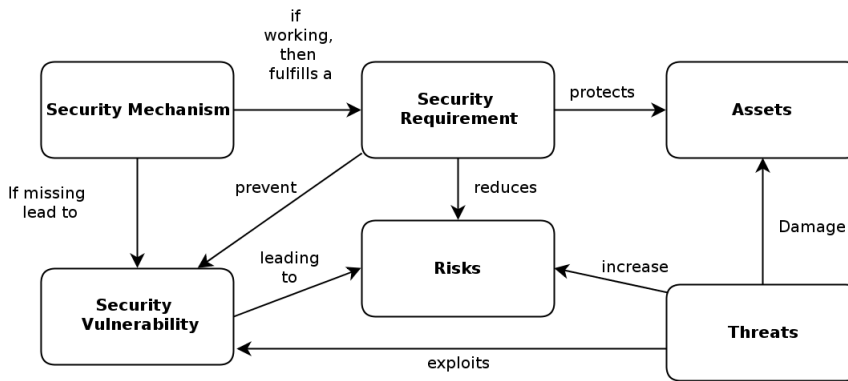 if
working,
then
fulfills a
Security Mechanism
Security
Requirement
protects
Assets
If missing
lead to
prevent
reduces
Damage
leading
to
Risks
increase
Security
Vulnerability
Threats
exploits